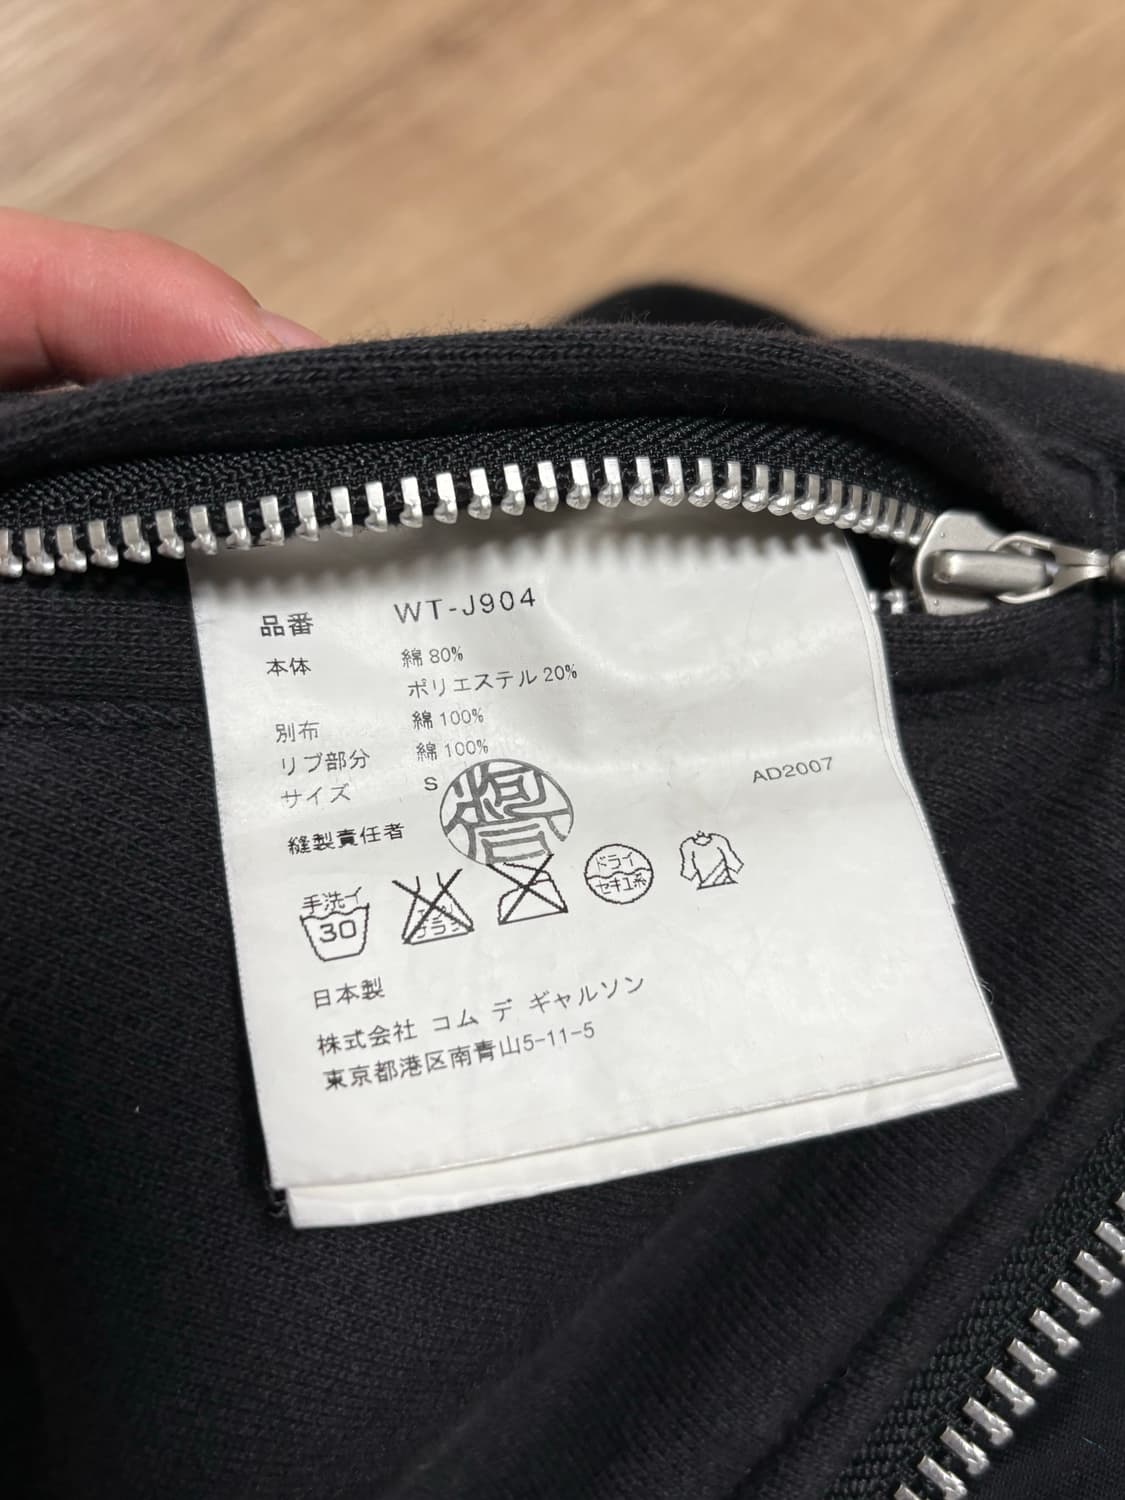 品番 WT-J904
本体 綿 80%
ポリエステル 20%
別布 綿 100%
リブ部分 綿 100%
サイズ S
AD2007
縫製責任者
手洗イ
30
ドライ
セキユ系
日本製
株式会社 コム デ ギャルソン
東京都港区南青山5-11-5